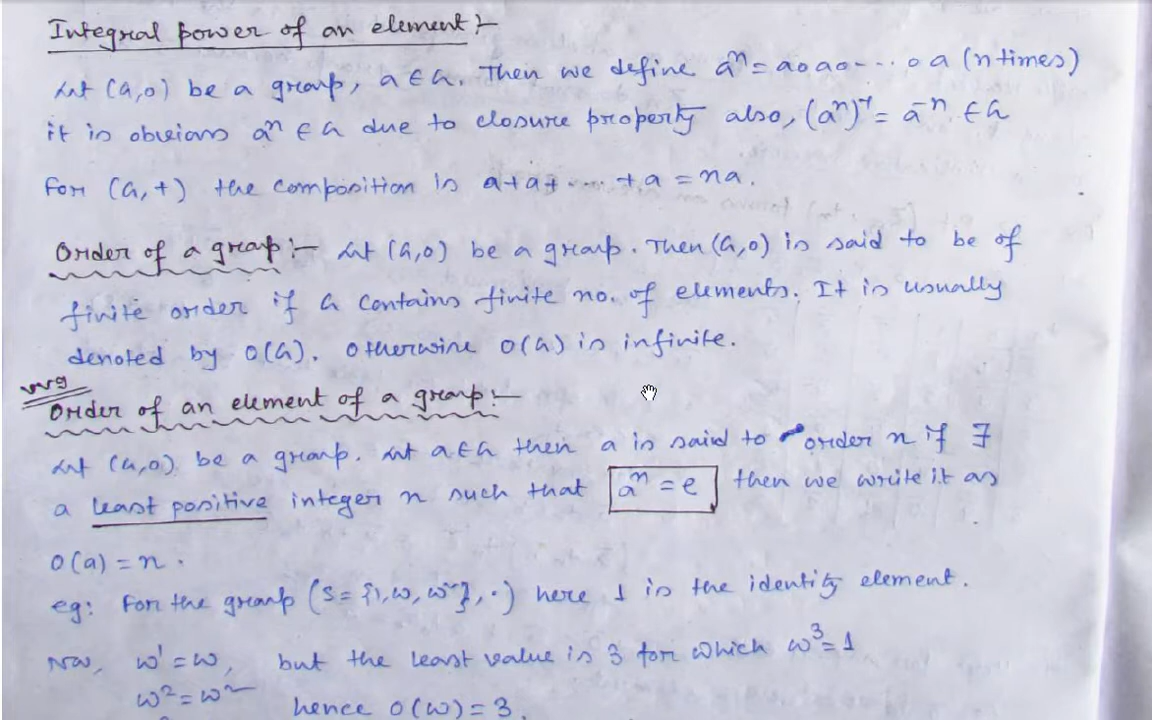 Integral power of an element :-
Let (G,o) be a group, a ∈ G. Then we define aⁿ = aoao--...o a (n times)
it is obvians aⁿ ∈ G due to closure property also, (aⁿ)⁻¹ = a⁻ⁿ ∈ G
For (G,+) the composition is a+a+ ... +a = na.
Order of a group :- Let (G,o) be a group. Then (G,o) is said to be of
finite order if G contains finite no. of elements. It is usually
denoted by O(G). Otherwise O(G) is infinite.
Order of an element of a group :-
Let (G,o) be a group. Let a ∈ G then a is said to order n if ∃
a least positive integer n such that aⁿ = e then we write it as
O(a) = n.
eg: For the group (S = {1, ω, ω²}, ·) here 1 is the identity element.
Now, ω¹ = ω, but the least value is 3 for which ω³ = 1
ω² = ω² hence O(ω) = 3.